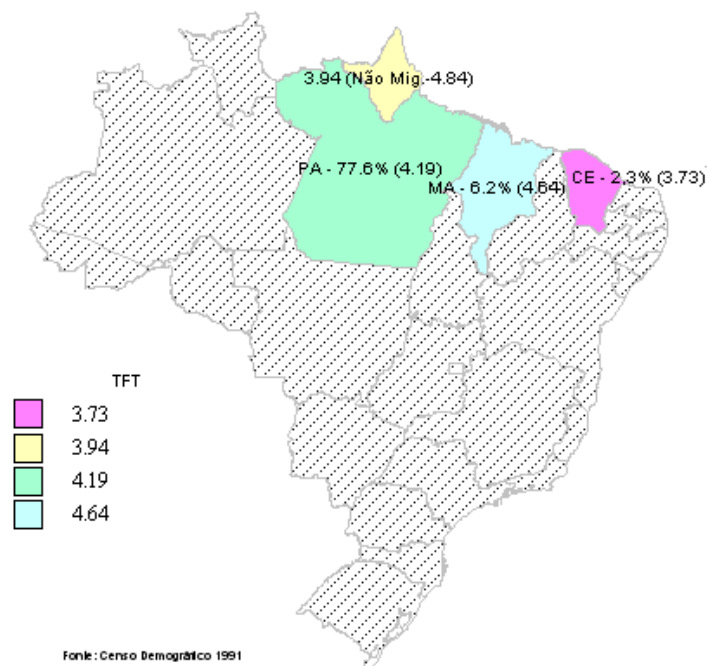 3.94 (Não Mig.-4.84)
PA - 77.6% (4.19)
MA - 6.2% (4.64)
CE - 2.3% (3.73)
TFT
3.73
3.94
4.19
4.64
Fonte: Censo Demográfico 1991